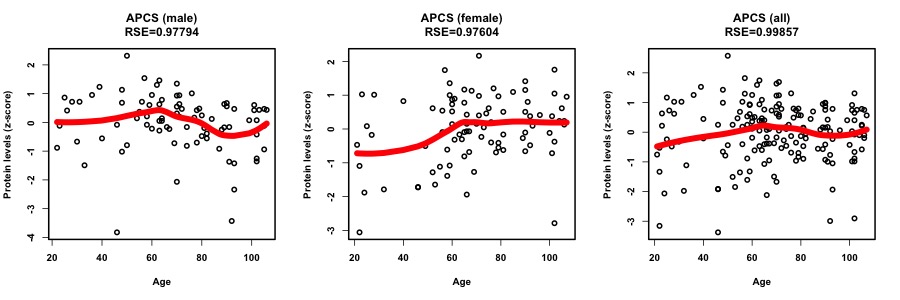 APCS (male)
RSE=0.97794
Protein levels (z-score)
2
1
0
-1
-2
-3
-4
20
40
60
80
100
Age
APCS (female)
RSE=0.97604
Protein levels (z-score)
2
1
0
-1
-2
-3
20
40
60
80
100
Age
APCS (all)
RSE=0.99857
Protein levels (z-score)
2
1
0
-1
-2
-3
20
40
60
80
100
Age